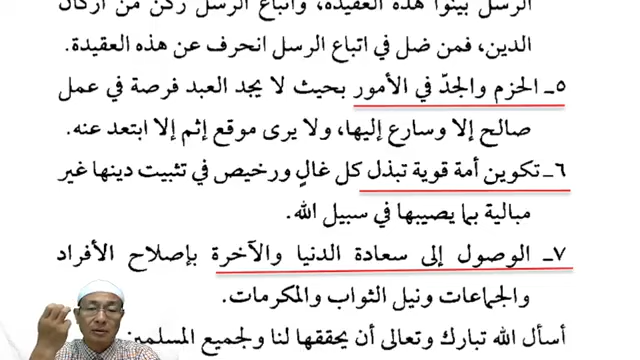 الرسل بينوا هذه العقيدة، واتباع الرسل ركن من أركان
الدين، فمن ضل في اتباع الرسل انحرف عن هذه العقيدة.
٥ـ الحزم والجدّ في الأمور بحيث لا يجد العبد فرصة في عمل
صالح إلا وسارع إليها، ولا يرى موقع إثم إلا ابتعد عنه.
٦ـ تكوين أمة قوية تبذل كل غالٍ ورخيص في تثبيت دينها غير
مبالية بما يصيبها في سبيل الله.
٧ـ الوصول إلى سعادة الدنيا والآخرة بإصلاح الأفراد
والجماعات ونيل الثواب والمكرمات.
أسأل الله تبارك وتعالى أن يحققها لنا ولجميع المسلمين